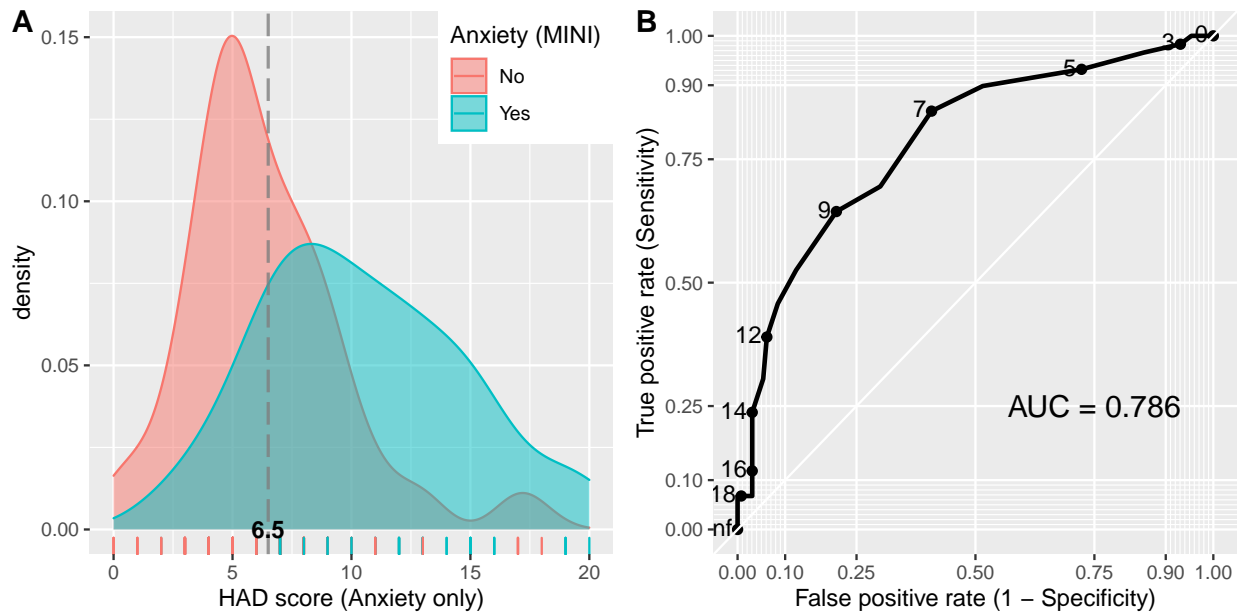 A
density
0.15
0.10
0.05
0.00
Anxiety (MINI)
No
Yes
6.5
0 5 10 15 20
HAD score (Anxiety only)
B
True positive rate (Sensitivity)
1.00
0.90
0.75
0.50
0.25
0.10
0.00
0
3
5
7
9
12
14
16
18
nf
AUC = 0.786
0.00 0.10 0.25 0.50 0.75 0.90 1.00
False positive rate (1 − Specificity)